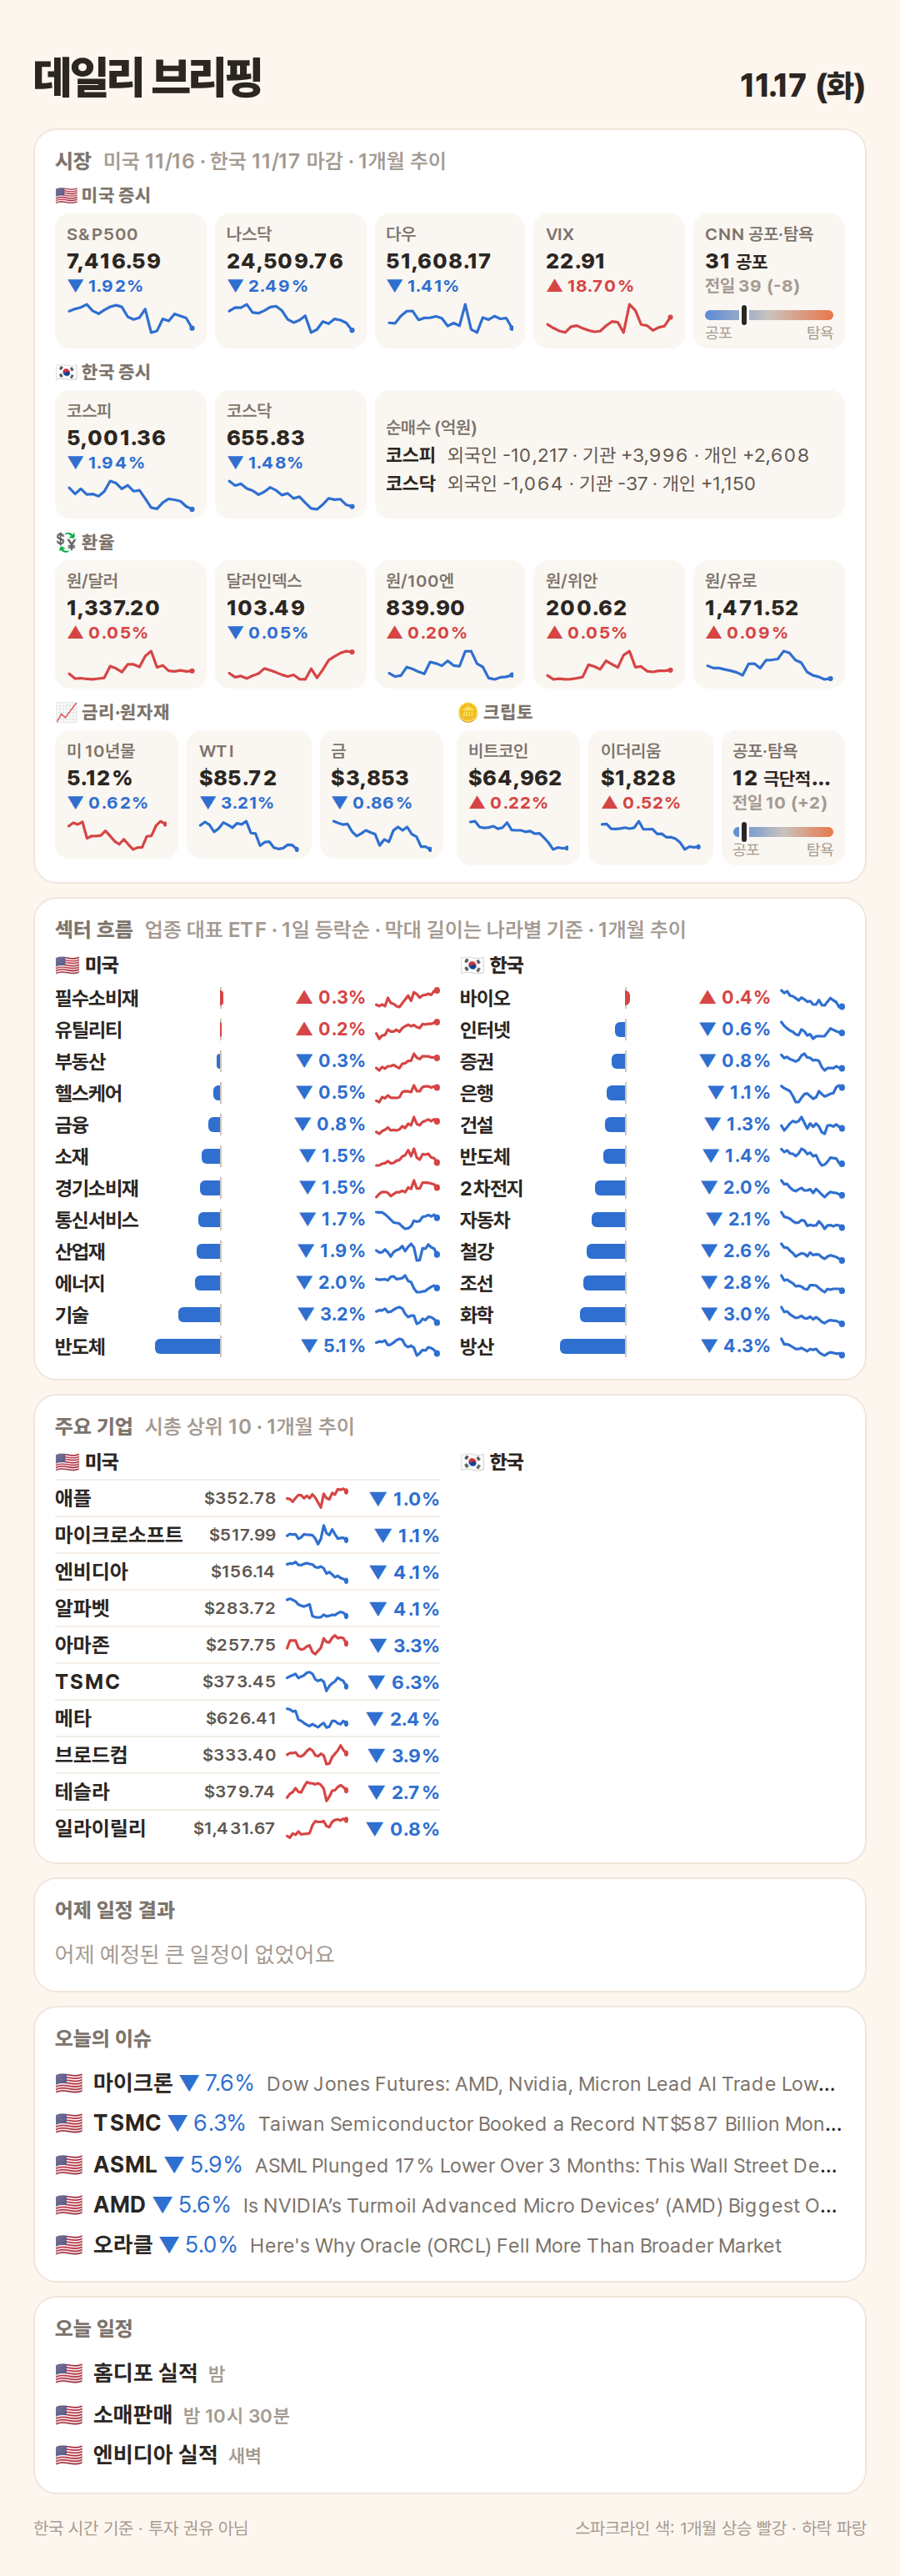 데일리 브리핑
11.17 (화)
시장 미국 11/16 · 한국 11/17 마감 · 1개월 추이
미국 증시
S&P500
7,416.59
▼ 1.92%
나스닥
24,509.76
▼ 2.49%
다우
51,608.17
▼ 1.41%
VIX
22.91
▲ 18.70%
CNN 공포·탐욕
31 공포
전일 39 (-8)
공포 탐욕
한국 증시
코스피
5,001.36
▼ 1.94%
코스닥
655.83
▼ 1.48%
순매수 (억원)
코스피 외국인 -10,217 · 기관 +3,996 · 개인 +2,608
코스닥 외국인 -1,064 · 기관 -37 · 개인 +1,150
환율
원/달러
1,337.20
▲ 0.05%
달러인덱스
103.49
▼ 0.05%
원/100엔
839.90
▲ 0.20%
원/위안
200.62
▲ 0.05%
원/유로
1,471.52
▲ 0.09%
금리·원자재
미 10년물
5.12%
▼ 0.62%
WTI
$85.72
▼ 3.21%
금
$3,853
▼ 0.86%
크립토
비트코인
$64,962
▲ 0.22%
이더리움
$1,828
▲ 0.52%
공포·탐욕
12 극단적...
전일 10 (+2)
공포 탐욕
섹터 흐름 업종 대표 ETF · 1일 등락순 · 막대 길이는 나라별 기준 · 1개월 추이
미국
필수소비재 ▲ 0.3%
유틸리티 ▲ 0.2%
부동산 ▼ 0.3%
헬스케어 ▼ 0.5%
금융 ▼ 0.8%
소재 ▼ 1.5%
경기소비재 ▼ 1.5%
통신서비스 ▼ 1.7%
산업재 ▼ 1.9%
에너지 ▼ 2.0%
기술 ▼ 3.2%
반도체 ▼ 5.1%
한국
바이오 ▲ 0.4%
인터넷 ▼ 0.6%
증권 ▼ 0.8%
은행 ▼ 1.1%
건설 ▼ 1.3%
반도체 ▼ 1.4%
2차전지 ▼ 2.0%
자동차 ▼ 2.1%
철강 ▼ 2.6%
조선 ▼ 2.8%
화학 ▼ 3.0%
방산 ▼ 4.3%
주요 기업 시총 상위 10 · 1개월 추이
미국
애플 $352.78 ▼ 1.0%
마이크로소프트 $517.99 ▼ 1.1%
엔비디아 $156.14 ▼ 4.1%
알파벳 $283.72 ▼ 4.1%
아마존 $257.75 ▼ 3.3%
TSMC $373.45 ▼ 6.3%
메타 $626.41 ▼ 2.4%
브로드컴 $333.40 ▼ 3.9%
테슬라 $379.74 ▼ 2.7%
일라이릴리 $1,431.67 ▼ 0.8%
한국
어제 일정 결과
어제 예정된 큰 일정이 없었어요
오늘의 이슈
마이크론 ▼ 7.6% Dow Jones Futures: AMD, Nvidia, Micron Lead AI Trade Low...
TSMC ▼ 6.3% Taiwan Semiconductor Booked a Record NT$587 Billion Mon...
ASML ▼ 5.9% ASML Plunged 17% Lower Over 3 Months: This Wall Street De...
AMD ▼ 5.6% Is NVIDIA’s Turmoil Advanced Micro Devices’ (AMD) Biggest O...
오라클 ▼ 5.0% Here's Why Oracle (ORCL) Fell More Than Broader Market
오늘 일정
홈디포 실적 밤
소매판매 밤 10시 30분
엔비디아 실적 새벽
한국 시간 기준 · 투자 권유 아님
스파크라인 색: 1개월 상승 빨강 · 하락 파랑